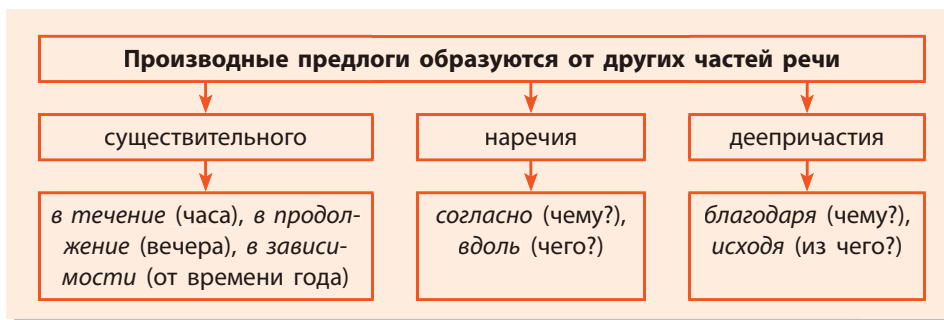 Производные предлоги образуются от других частей речи
существительного
наречия
деепричастия
в течение (часа), в продол-
жение (вечера), в зависи-
мости (от времени года)
согласно (чему?),
вдоль (чего?)
благодаря (чему?),
исходя (из чего?)